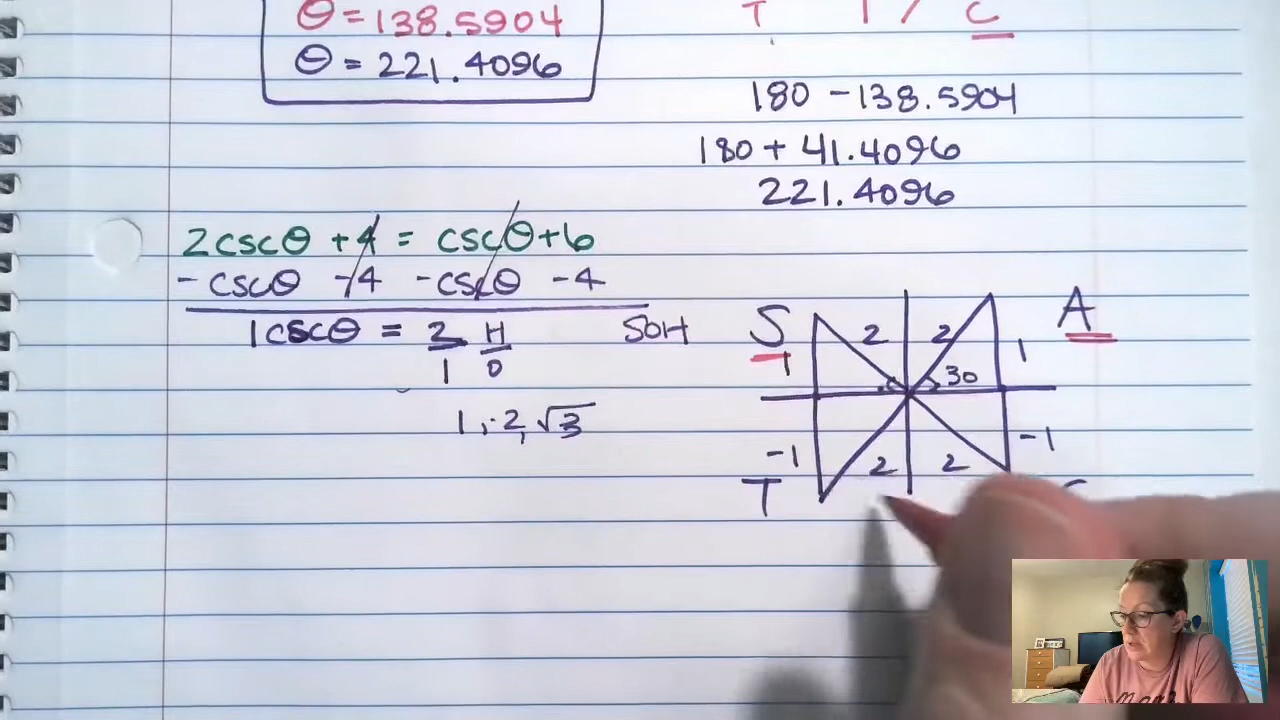 θ = 138.5904
θ = 221.4096
T C
180 - 138.5904
180 + 41.4096
221.4096
2cscθ + 4 = cscθ + 6
- cscθ - 4 - cscθ - 4
1cscθ = 2/1 H/O
SOH
1, 2, √3
S 2 2 A
1 30 1
-1 2 2 -1
T